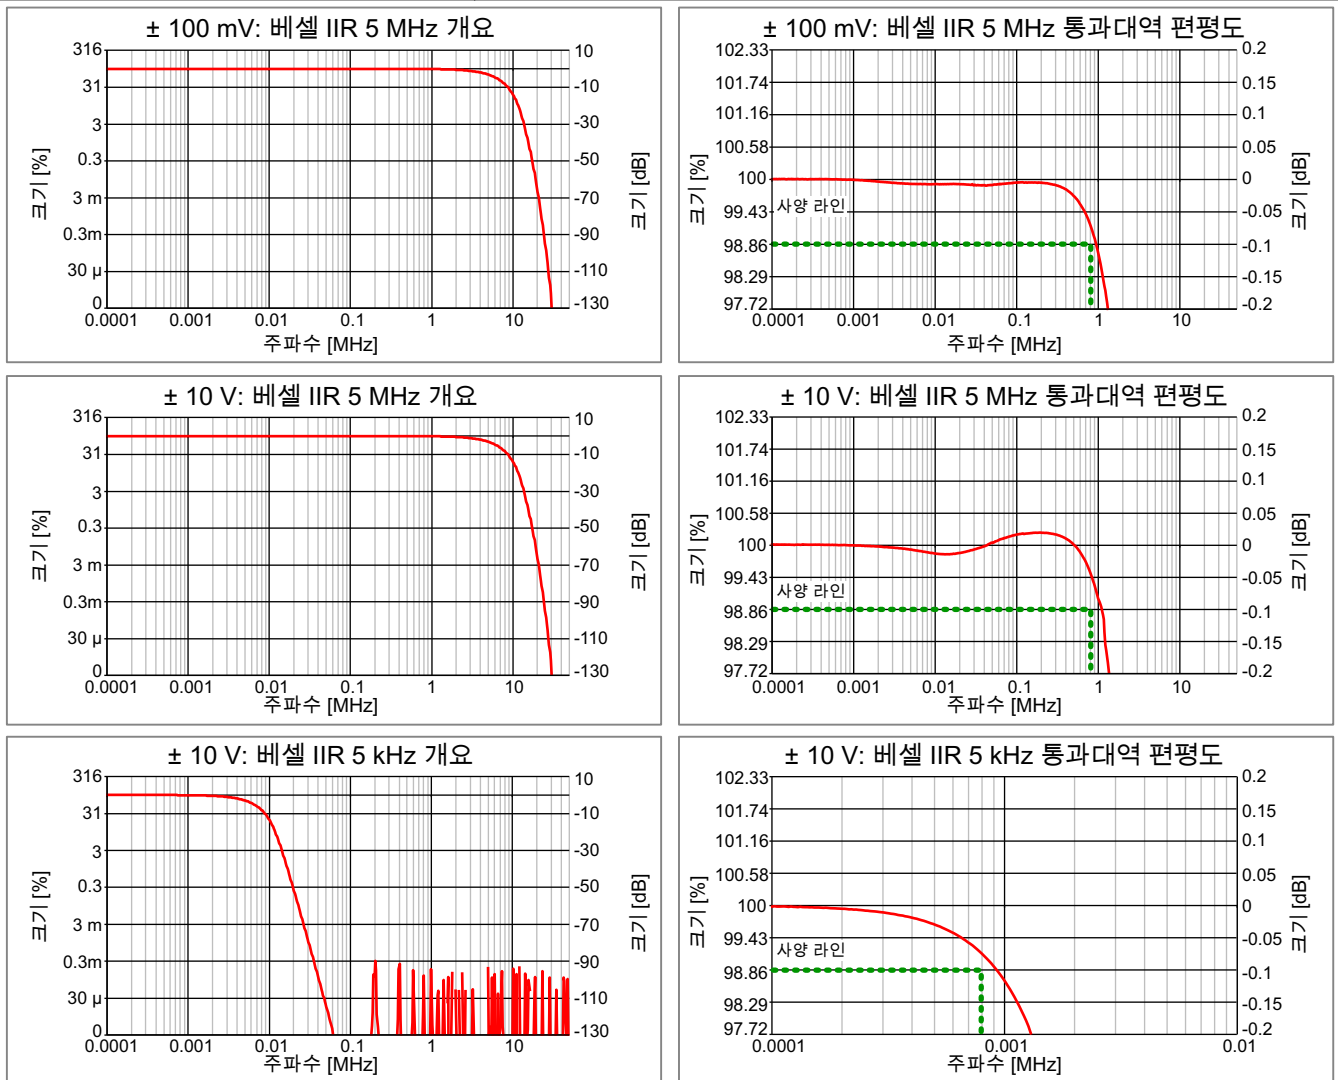 ± 100 mV: 베셀 IIR 5 MHz 개요
316
31
3
0.3
3 m
0.3m
30 µ
0
크기 [%]
10
-10
-30
-50
-70
-90
-110
-130
크기 [dB]
0.0001 0.001 0.01 0.1 1 10
주파수 [MHz]
± 100 mV: 베셀 IIR 5 MHz 통과대역 편평도
102.33
101.74
101.16
100.58
100
99.43
98.86
98.29
97.72
크기 [%]
사양 라인
0.2
0.15
0.1
0.05
0
-0.05
-0.1
-0.15
-0.2
크기 [dB]
0.0001 0.001 0.01 0.1 1 10
주파수 [MHz]
± 10 V: 베셀 IIR 5 MHz 개요
316
31
3
0.3
3 m
0.3m
30 µ
0
크기 [%]
10
-10
-30
-50
-70
-90
-110
-130
크기 [dB]
0.0001 0.001 0.01 0.1 1 10
주파수 [MHz]
± 10 V: 베셀 IIR 5 MHz 통과대역 편평도
102.33
101.74
101.16
100.58
100
99.43
98.86
98.29
97.72
크기 [%]
사양 라인
0.2
0.15
0.1
0.05
0
-0.05
-0.1
-0.15
-0.2
크기 [dB]
0.0001 0.001 0.01 0.1 1 10
주파수 [MHz]
± 10 V: 베셀 IIR 5 kHz 개요
316
31
3
0.3
3 m
0.3m
30 µ
0
크기 [%]
10
-10
-30
-50
-70
-90
-110
-130
크기 [dB]
0.0001 0.001 0.01 0.1 1 10
주파수 [MHz]
± 10 V: 베셀 IIR 5 kHz 통과대역 편평도
102.33
101.74
101.16
100.58
100
99.43
98.86
98.29
97.72
크기 [%]
사양 라인
0.2
0.15
0.1
0.05
0
-0.05
-0.1
-0.15
-0.2
크기 [dB]
0.0001 0.001 0.01
주파수 [MHz]